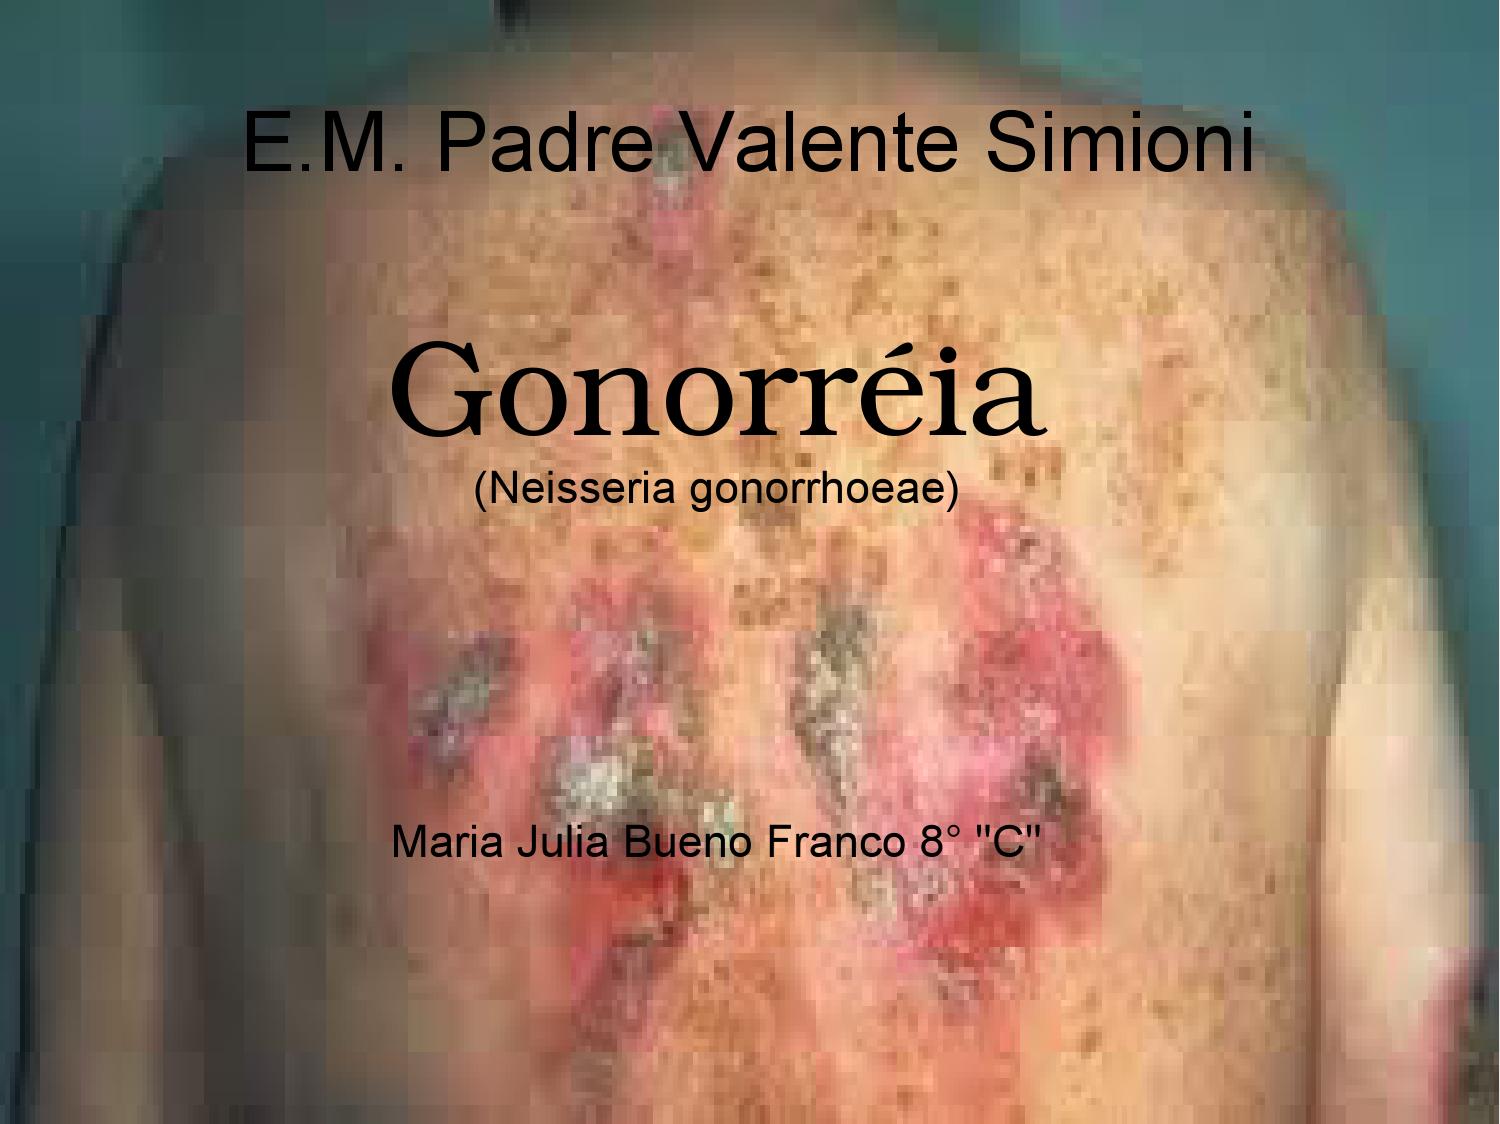 E.M. Padre Valente Simioni
Gonorréia
(Neisseria gonorrhoeae)
Maria Julia Bueno Franco 8° "C"